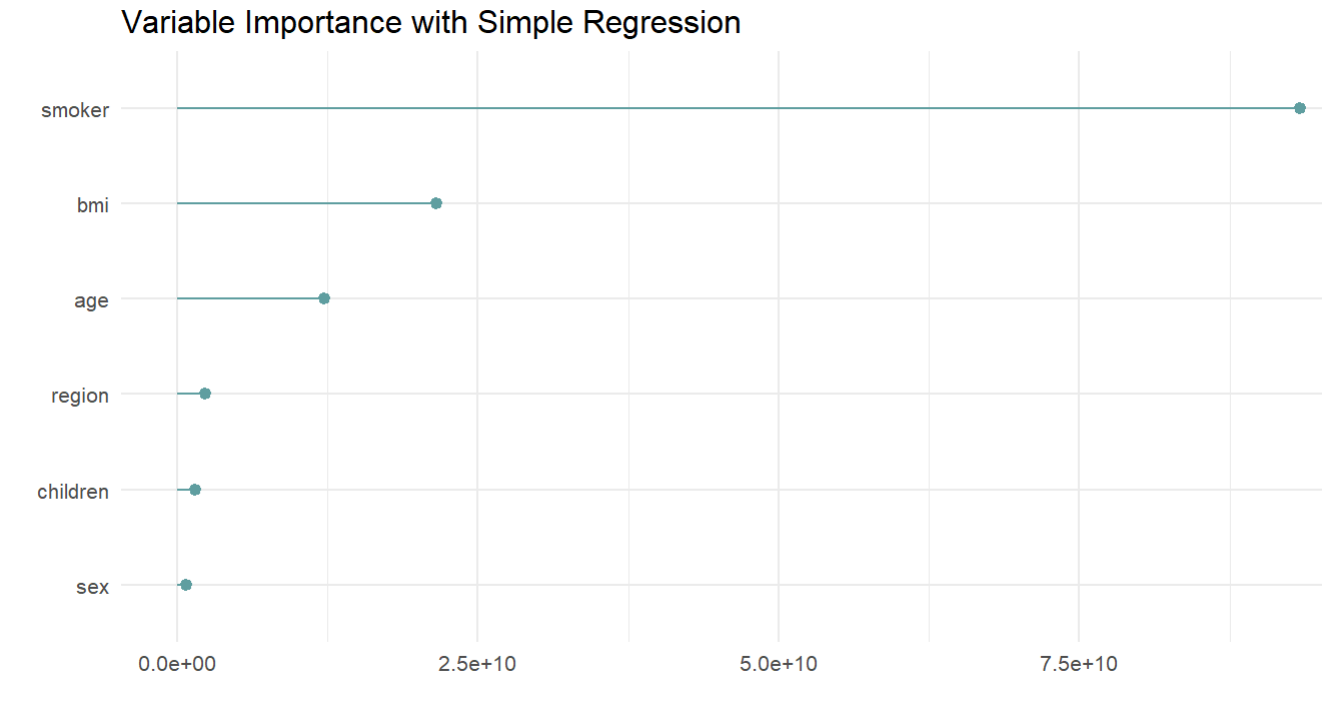 Variable Importance with Simple Regression
smoker
bmi
age
region
children
sex
0.0e+00 2.5e+10 5.0e+10 7.5e+10